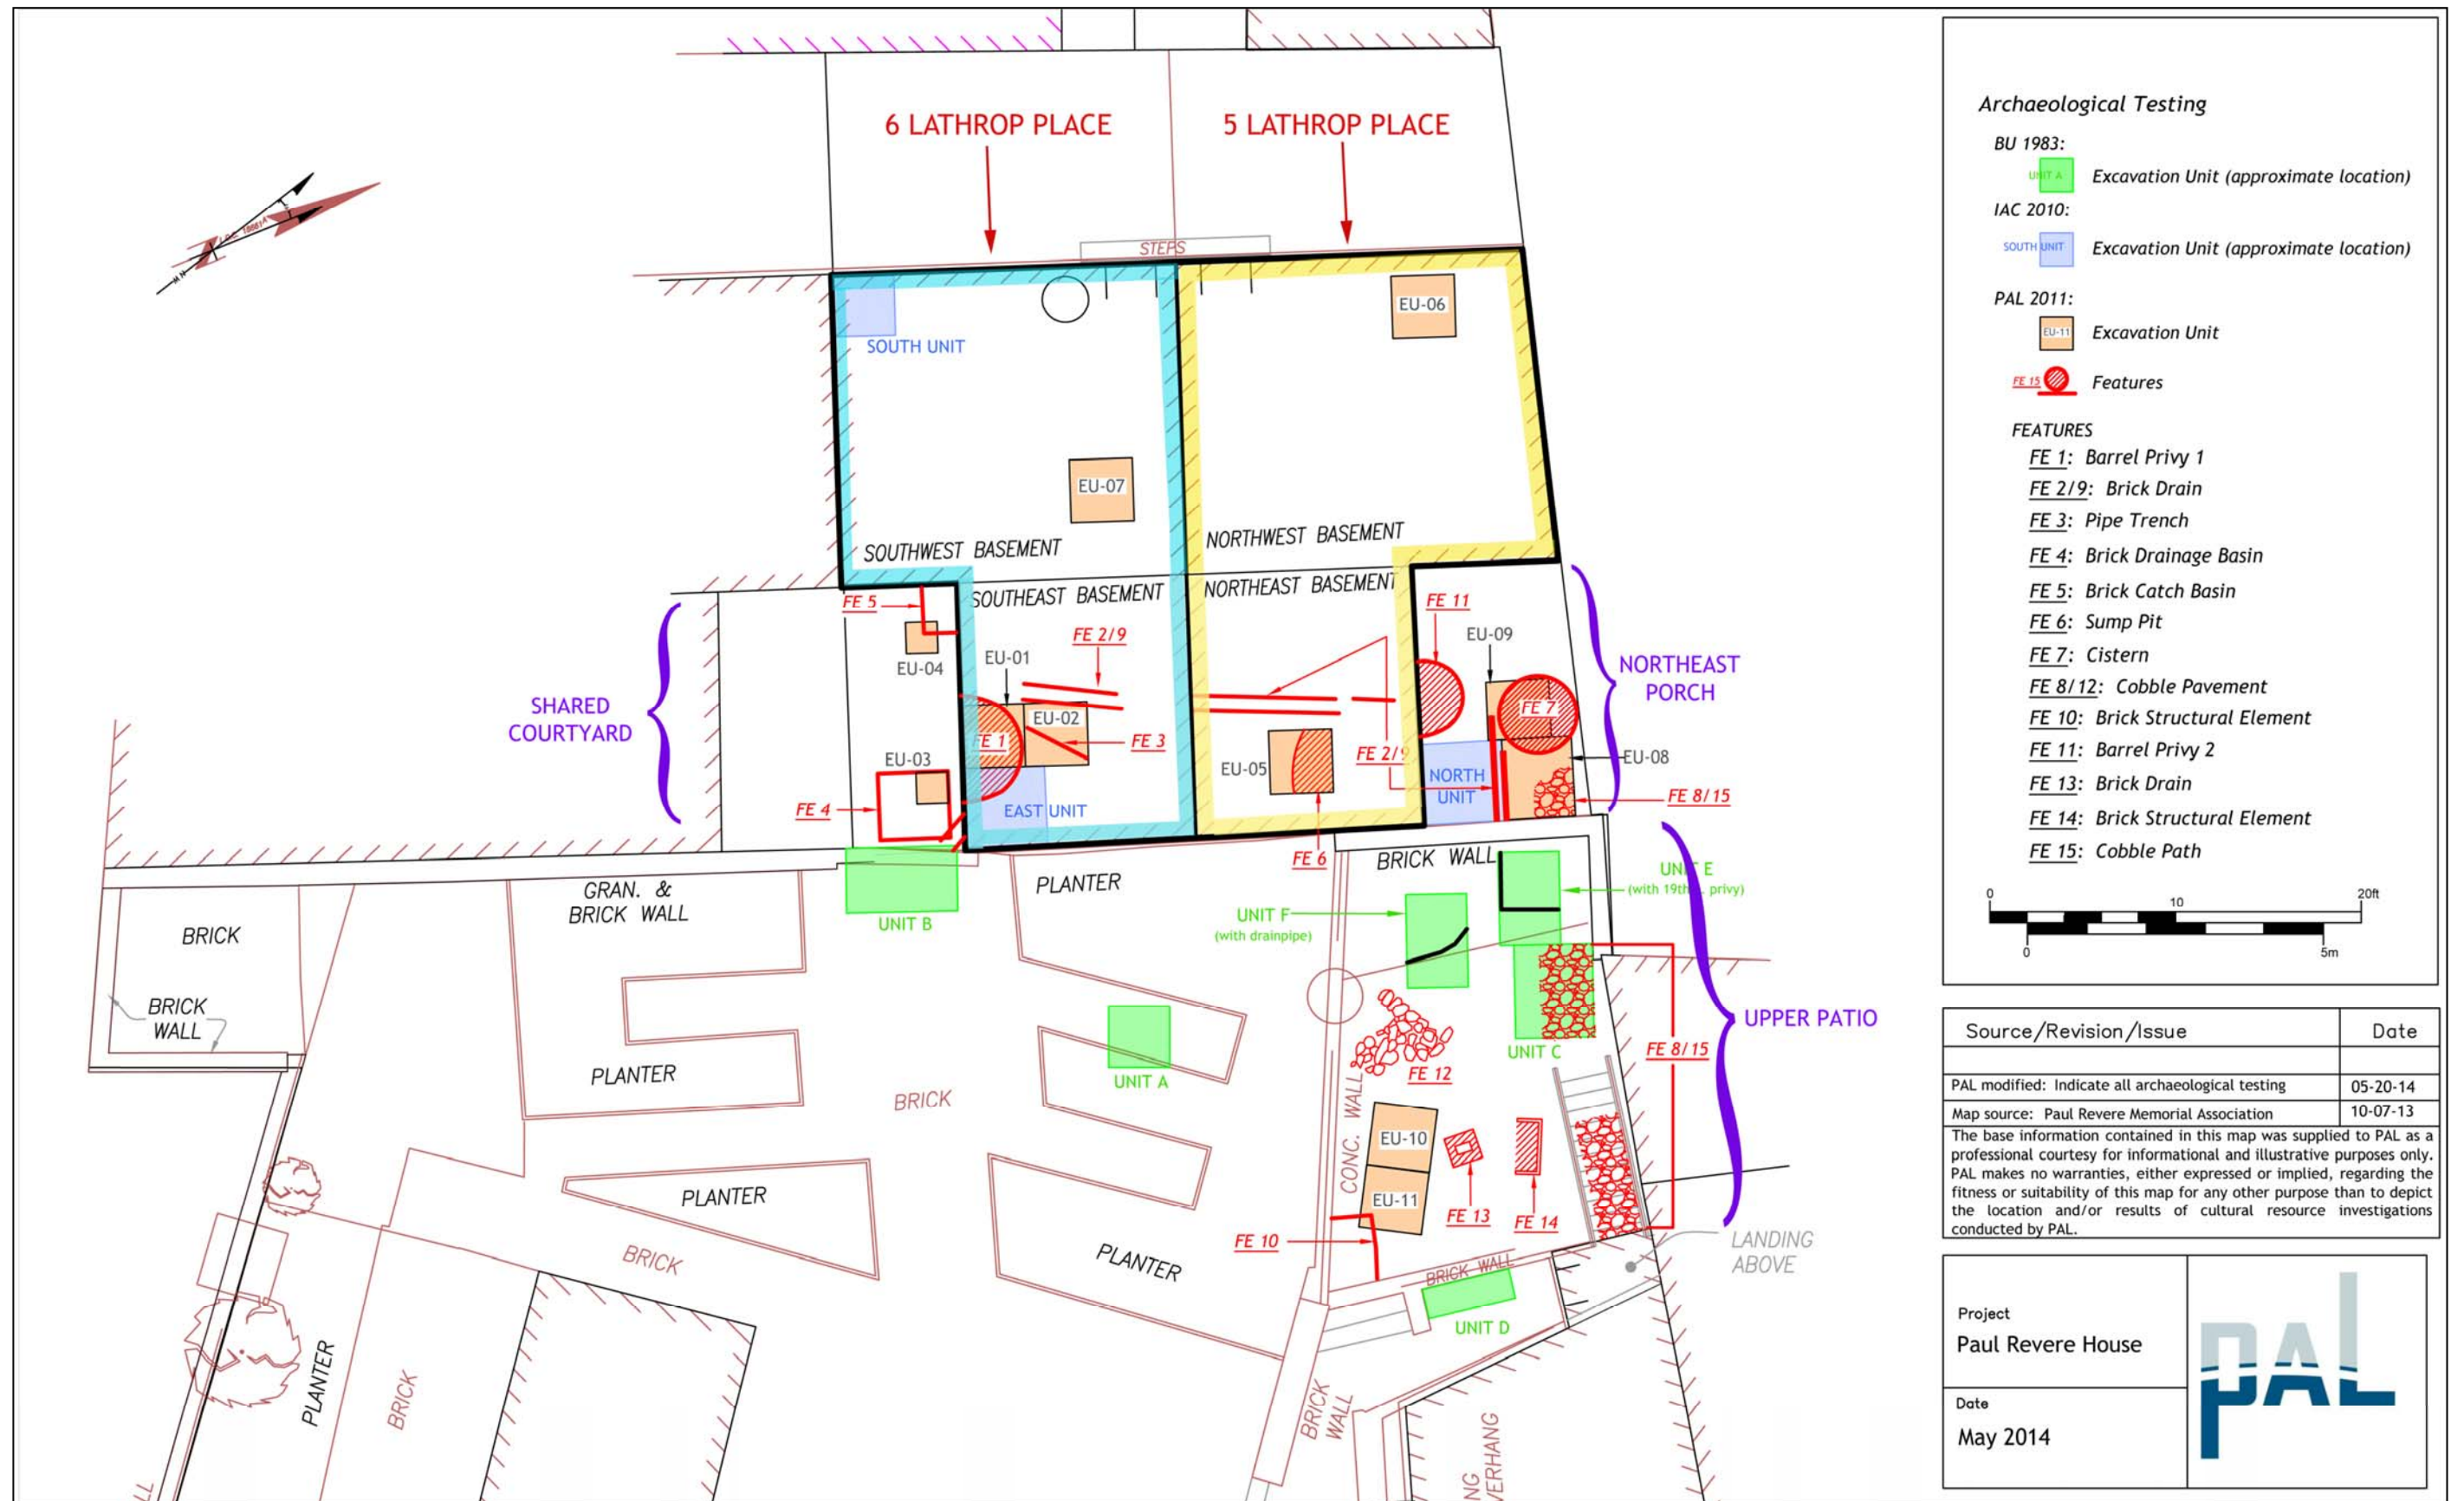 6 LATHROP PLACE
5 LATHROP PLACE
STEPS
EU-06
SOUTH UNIT
EU-07
SOUTHWEST BASEMENT
NORTHWEST BASEMENT
SOUTHEAST BASEMENT
NORTHEAST BASEMENT
FE 5
EU-04
FE 2/9
EU-01
EU-02
FE 1
FE 3
EU-03
FE 4
EAST UNIT
FE 11
EU-09
FE 7
EU-05
FE 2/9
NORTH
UNIT
EU-08
FE 8/15
FE 6
SHARED
COURTYARD
NORTHEAST
PORCH
BRICK
BRICK
WALL
GRAN. &
BRICK WALL
UNIT B
PLANTER
BRICK WALL
UNIT E
(with 19th privy)
UNIT F
(with drainpipe)
UPPER PATIO
UNIT C
FE 8/15
FE 12
UNIT A
PLANTER
BRICK
CONC. WALL
EU-10
EU-11
FE 13
FE 14
FE 10
PLANTER
BRICK
PLANTER
BRICK WALL
UNIT D
LANDING
ABOVE
PLANTER
BRICK
BRICK
WALL
Archaeological Testing
BU 1983:
UNIT A
Excavation Unit (approximate location)
IAC 2010:
SOUTH UNIT
Excavation Unit (approximate location)
PAL 2011:
EU-11
Excavation Unit
FE 15
Features
FEATURES
FE 1: Barrel Privy 1
FE 2/9: Brick Drain
FE 3: Pipe Trench
FE 4: Brick Drainage Basin
FE 5: Brick Catch Basin
FE 6: Sump Pit
FE 7: Cistern
FE 8/12: Cobble Pavement
FE 10: Brick Structural Element
FE 11: Barrel Privy 2
FE 13: Brick Drain
FE 14: Brick Structural Element
FE 15: Cobble Path
0 10 20ft
0 5m
Source/Revision/Issue Date
PAL modified: Indicate all archaeological testing 05-20-14
Map source: Paul Revere Memorial Association 10-07-13
The base information contained in this map was supplied to PAL as a
professional courtesy for informational and illustrative purposes only.
PAL makes no warranties, either expressed or implied, regarding the
fitness or suitability of this map for any other purpose than to depict
the location and/or results of cultural resource investigations
conducted by PAL.
Project
Paul Revere House
Date
May 2014
PAL